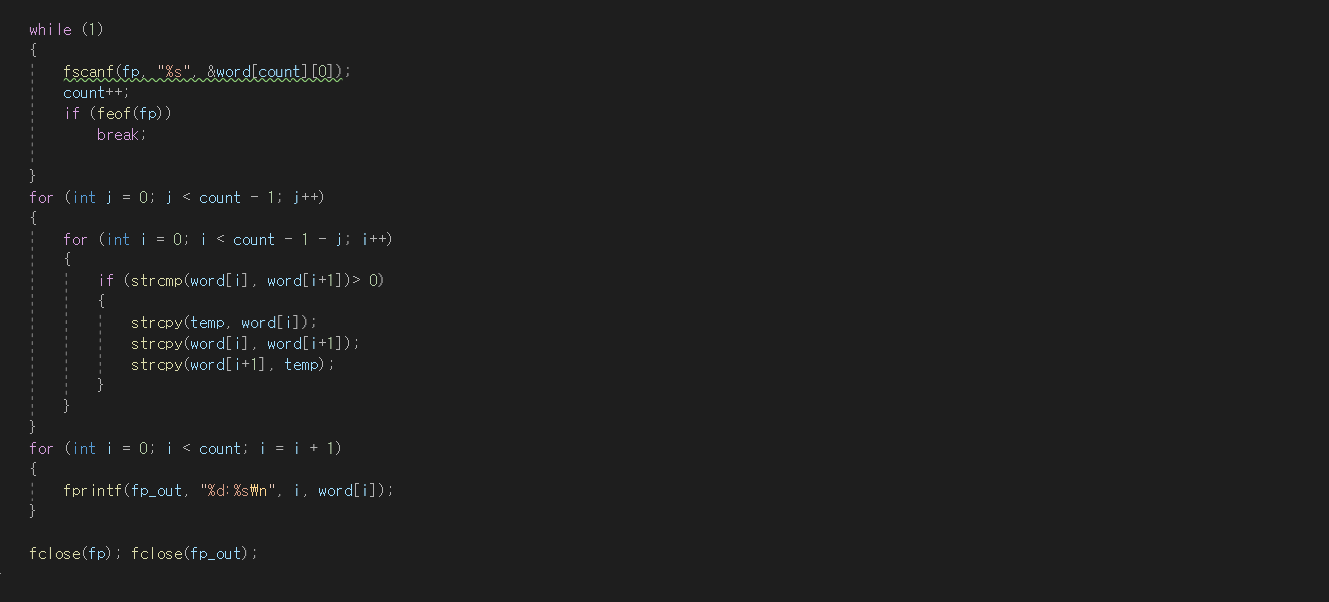 while (1)
{
fscanf(fp, "%s", &word[count][0]);
count++;
if (feof(fp))
break;
}
for (int j = 0; j < count - 1; j++)
{
for (int i = 0; i < count - 1 - j; i++)
{
if (strcmp(word[i], word[i+1])> 0)
{
strcpy(temp, word[i]);
strcpy(word[i], word[i+1]);
strcpy(word[i+1], temp);
}
}
}
for (int i = 0; i < count; i = i + 1)
{
fprintf(fp_out, "%d:%s₩n", i, word[i]);
}
fclose(fp); fclose(fp_out);